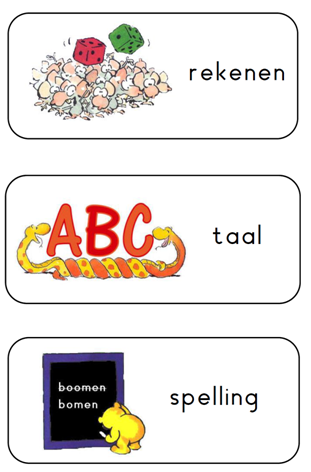 rekenen
ABC
taal
boomen
bomen
spelling